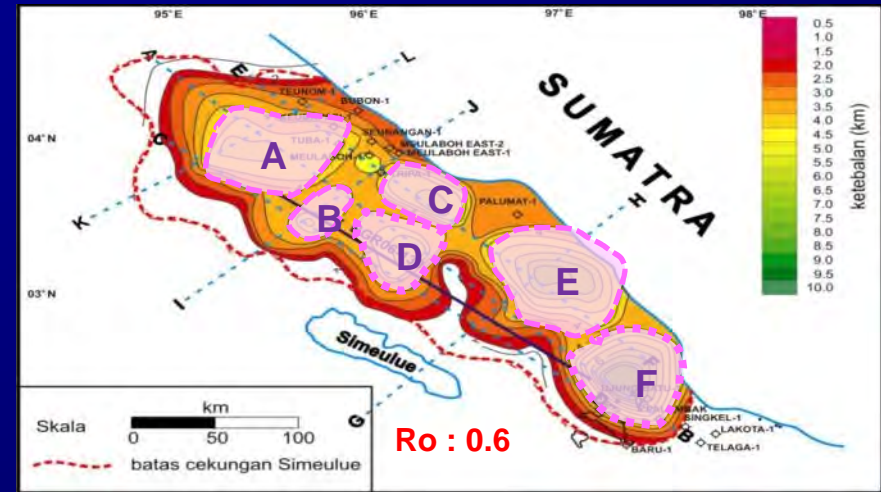 95°E 96°E 97°E 98°E
04°N
03°N
SUMATRA
Simeulue
A
E
C
K
I
G
L
J
H
B
TEUNOM-1
BUBON-1
SEUNANGAN-1
MEULABOH EAST-2
MEULABOH EAST-1
TUBA-1
PALUMAT-1
SINGKEL-1
LAKOTA-1
TELAGA-1
BARU-1
A
B
C
D
E
F
0.5
1.0
1.5
2.0
2.5
3.0
3.5
4.0
4.5
5.0
5.5
6.0
6.5
7.0
7.5
8.0
8.5
9.0
9.5
10.0
ketebalan (km)
Skala
km
0 50 100
batas cekungan Simeulue
Ro : 0.6